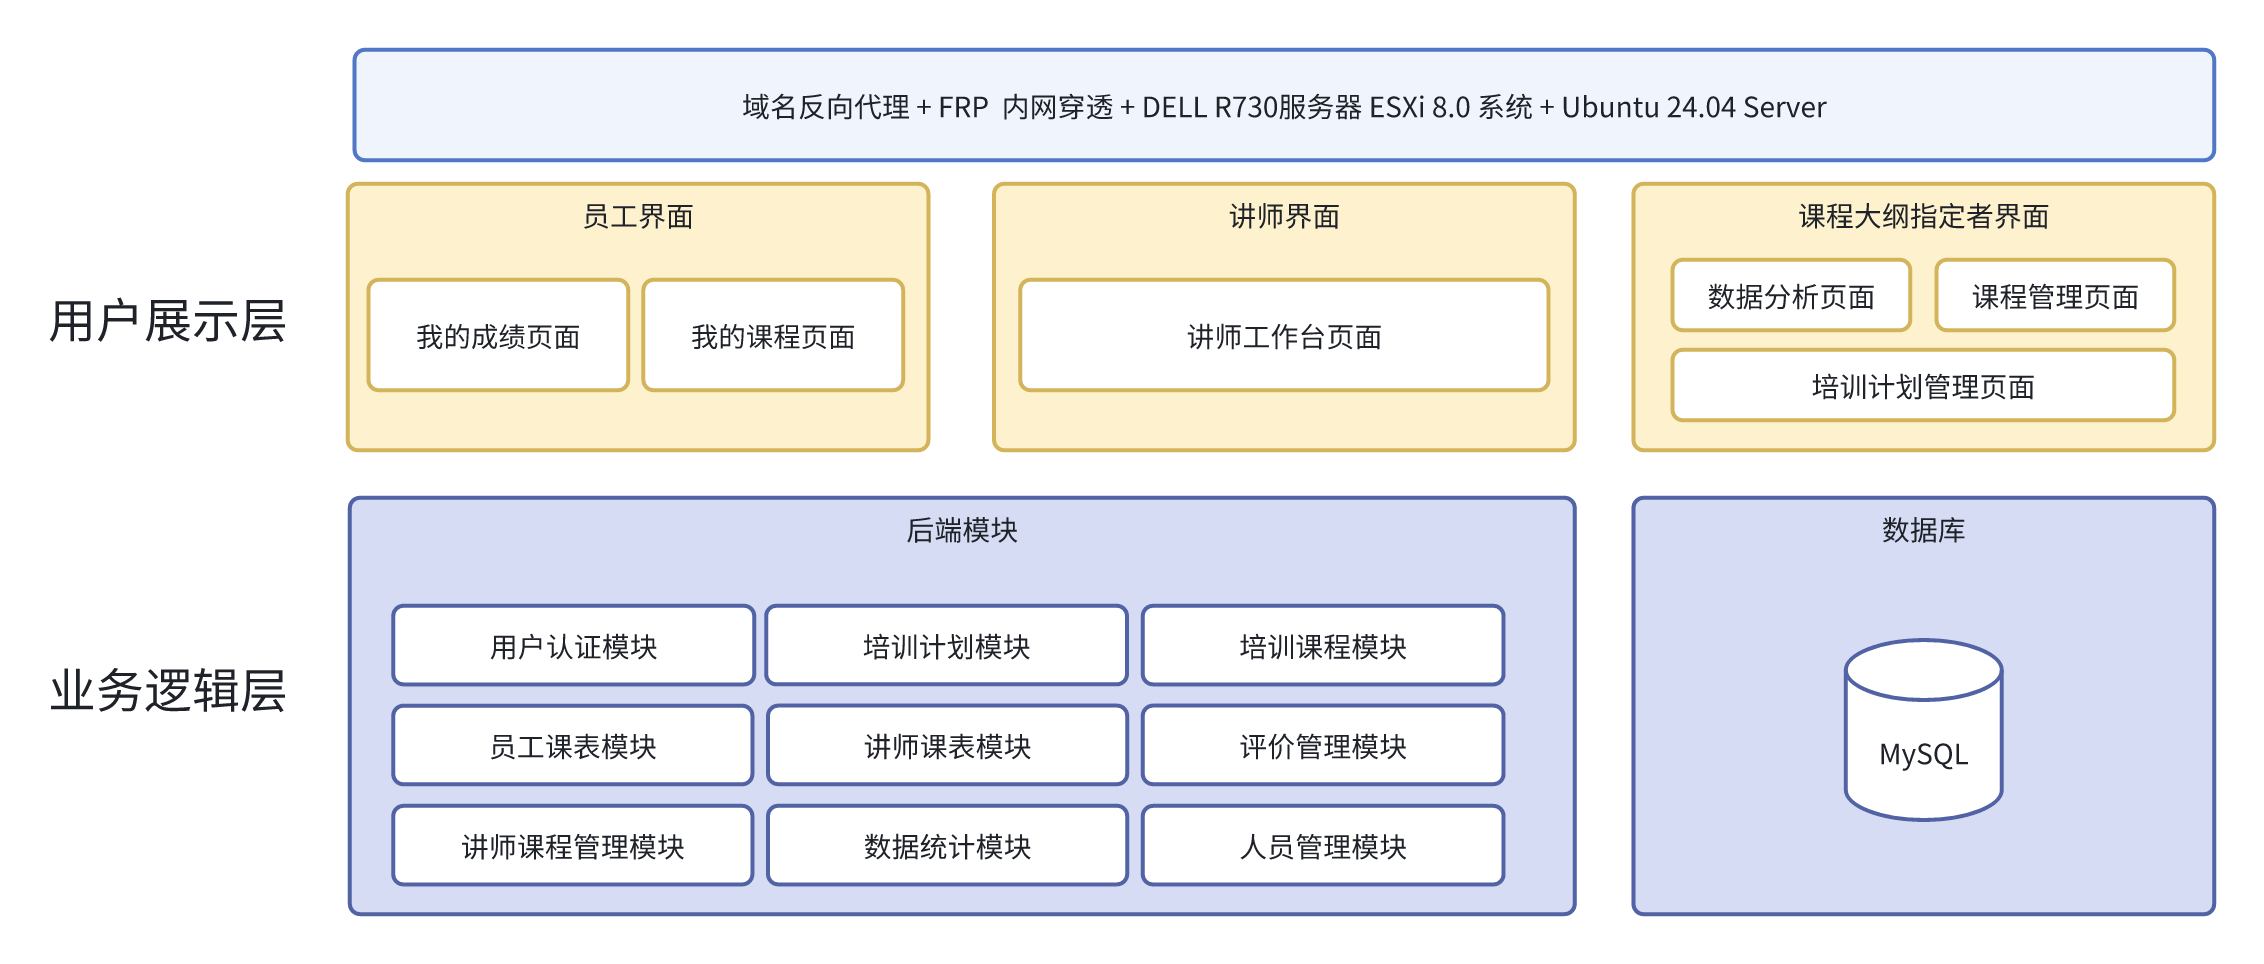 域名反向代理 + FRP 内网穿透 + DELL R730服务器 ESXi 8.0 系统 + Ubuntu 24.04 Server
用户展示层
员工界面
我的成绩页面
我的课程页面
讲师界面
讲师工作台页面
课程大纲指定者界面
数据分析页面
课程管理页面
培训计划管理页面
业务逻辑层
后端模块
用户认证模块
培训计划模块
培训课程模块
员工课表模块
讲师课表模块
评价管理模块
讲师课程管理模块
数据统计模块
人员管理模块
数据库
MySQL